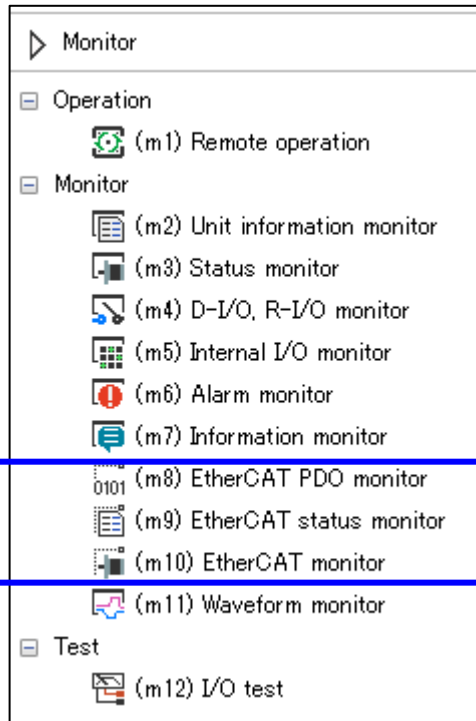 Monitor
Operation
(m1) Remote operation
Monitor
(m2) Unit information monitor
(m3) Status monitor
(m4) D-I/O, R-I/O monitor
(m5) Internal I/O monitor
(m6) Alarm monitor
(m7) Information monitor
0101 (m8) EtherCAT PDO monitor
(m9) EtherCAT status monitor
(m10) EtherCAT monitor
(m11) Waveform monitor
Test
(m12) I/O test